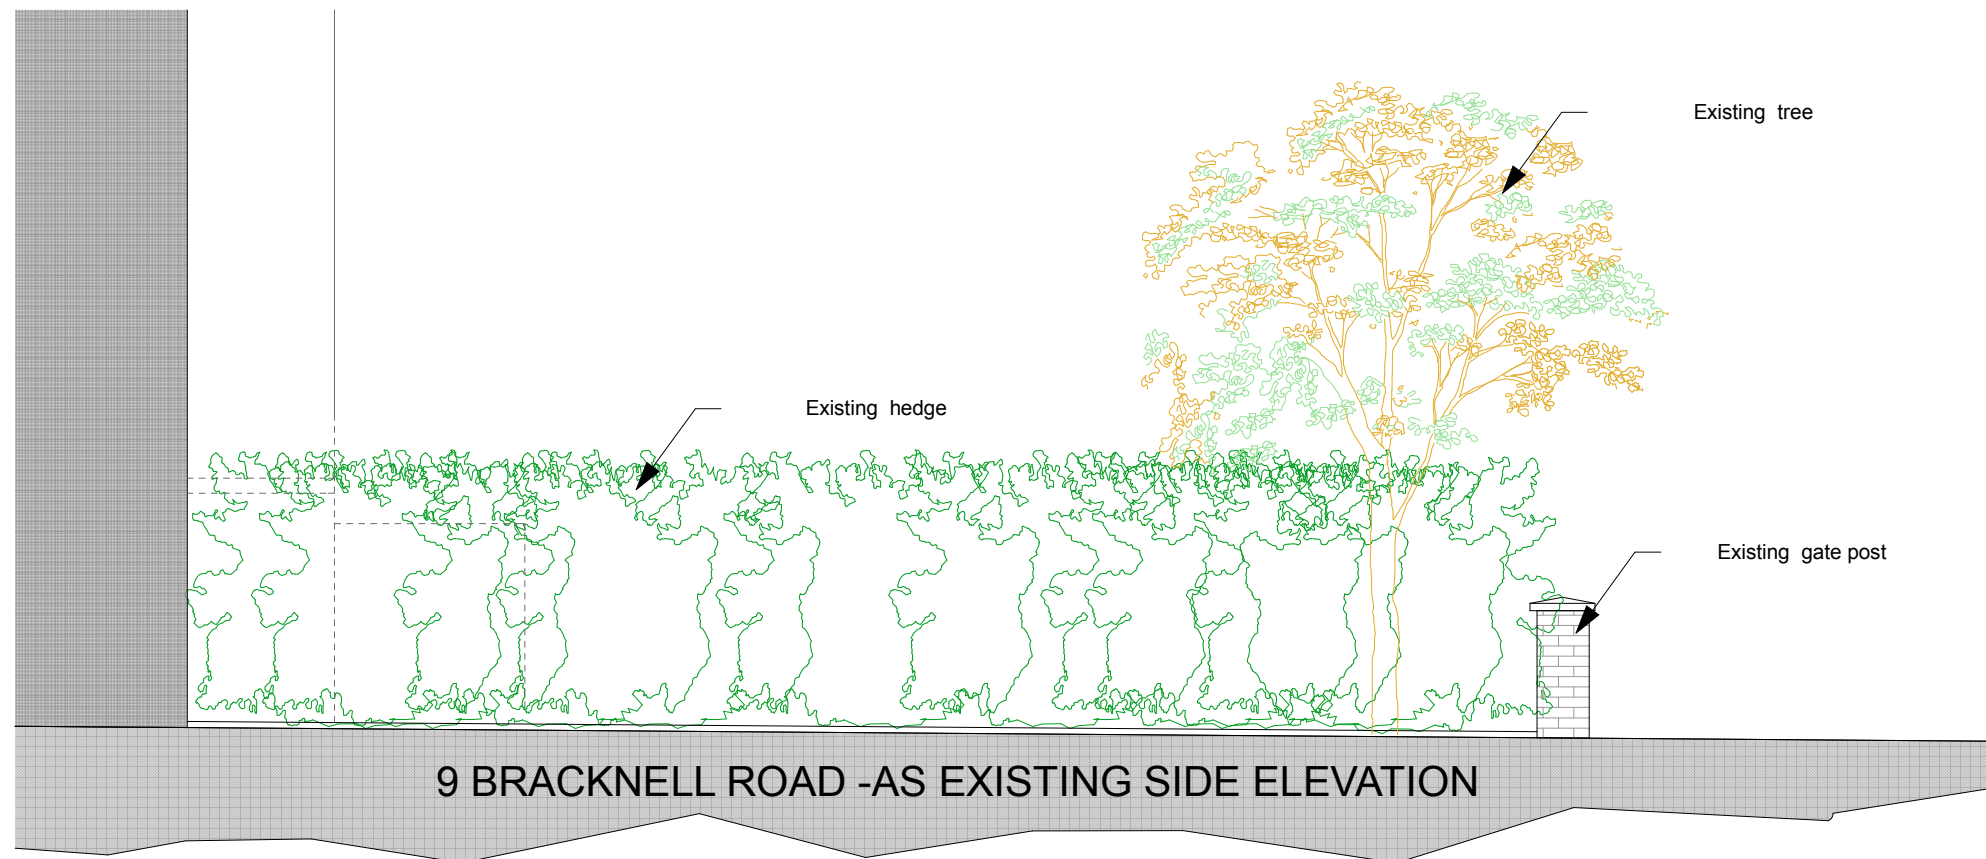 Existing tree
Existing hedge
Existing gate post
9 BRACKNELL ROAD -AS EXISTING SIDE ELEVATION